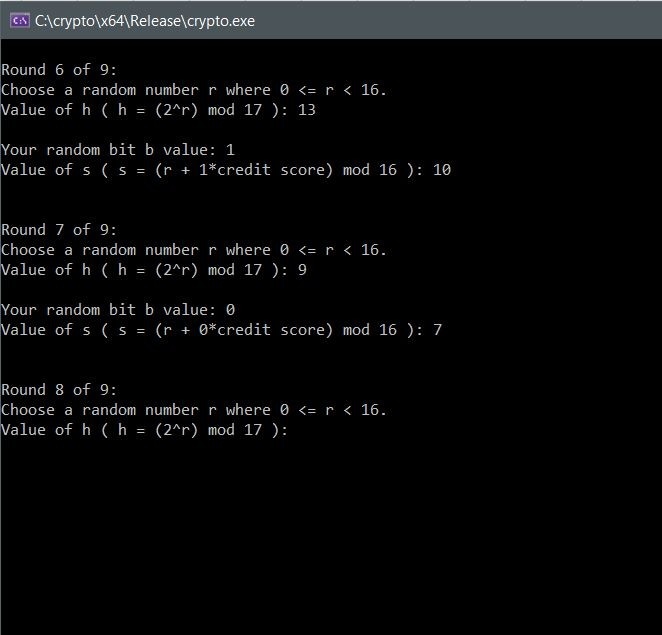 C:\crypto\x64\Release\crypto.exe
Round 6 of 9:
Choose a random number r where 0 <= r < 16.
Value of h ( h = (2^r) mod 17 ): 13
Your random bit b value: 1
Value of s ( s = (r + 1*credit score) mod 16 ): 10
Round 7 of 9:
Choose a random number r where 0 <= r < 16.
Value of h ( h = (2^r) mod 17 ): 9
Your random bit b value: 0
Value of s ( s = (r + 0*credit score) mod 16 ): 7
Round 8 of 9:
Choose a random number r where 0 <= r < 16.
Value of h ( h = (2^r) mod 17 ):